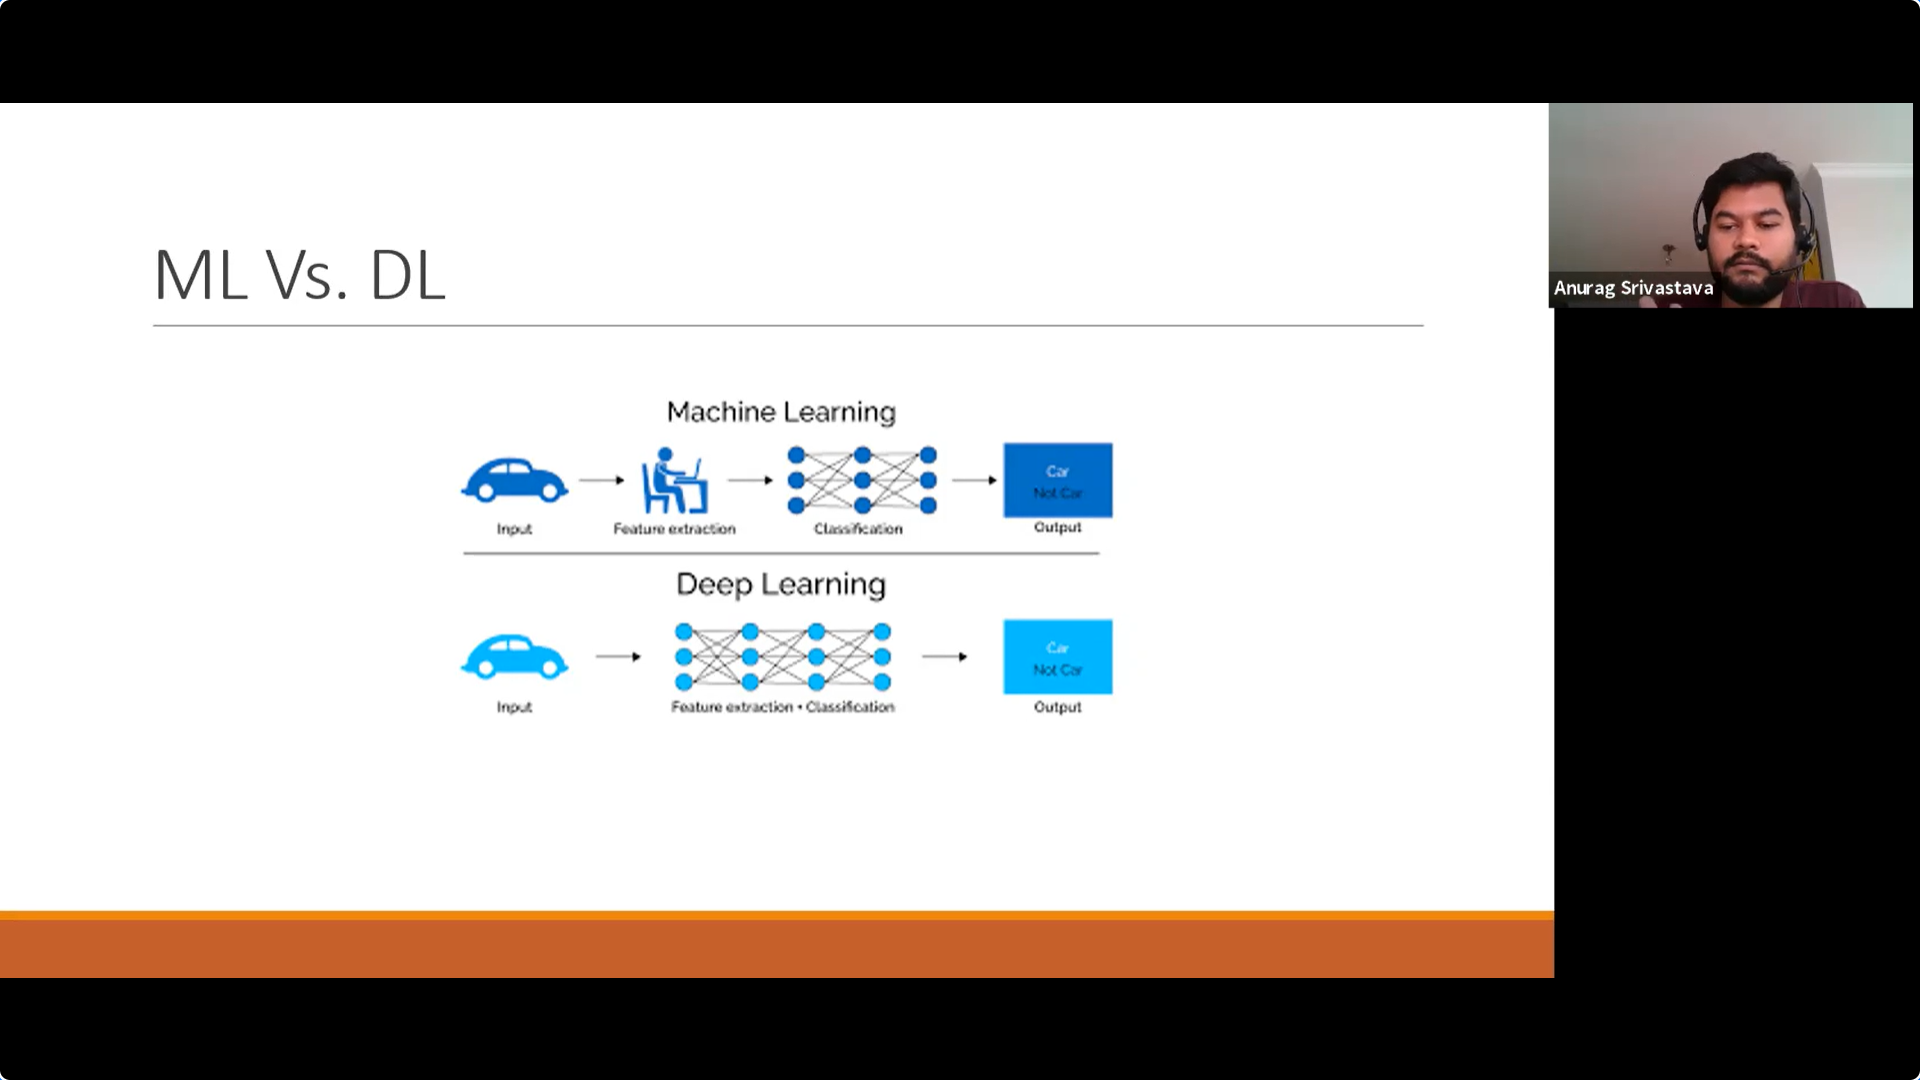 ML Vs. DL
Anurag Srivastava
Machine Learning
Car
Not Car
Input
Feature extraction
Classification
Output
Deep Learning
Car
Not Car
Input
Feature extraction + Classification
Output